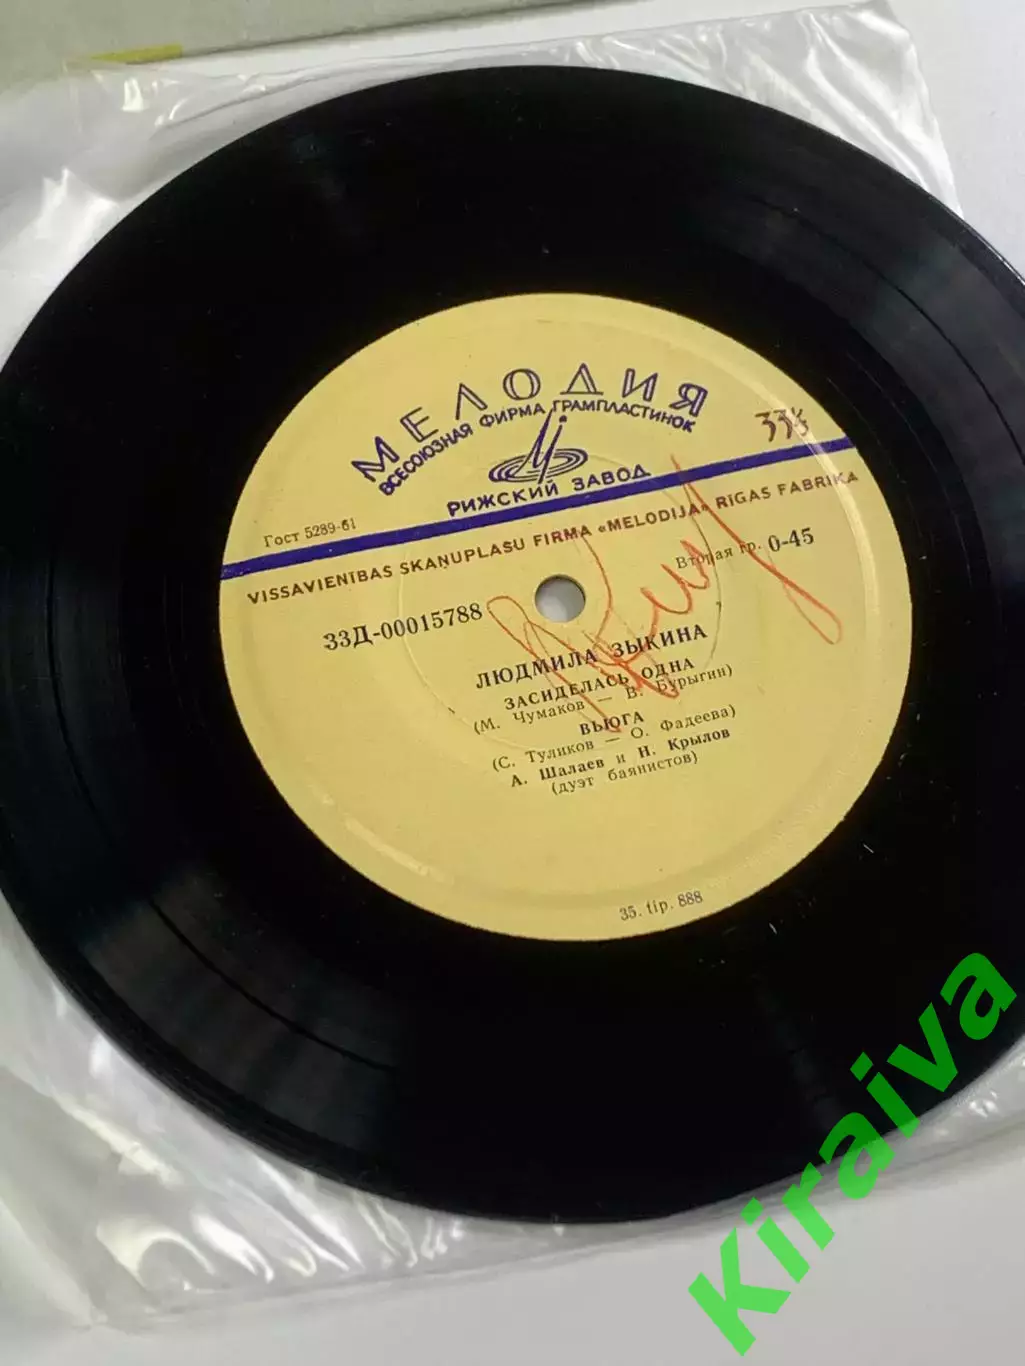 МЕЛОДИЯ
ВСЕСОЮЗНАЯ ФИРМА ГРАМПЛАСТИНОК
РИЖСКИЙ ЗАВОД
33⅓
Гост 5289-61
VISSAVIENĪBAS SKAŅUPLAŠU FIRMA «MELODIJA» RĪGAS FABRIKA
Вторая гр. 0-45
33Д-00015788
ЛЮДМИЛА ЗЫКИНА
ЗАСИДЕЛАСЬ ОДНА
(М. Чумаков — В. Бурыгин)
ВЬЮГА
(С. Туликов — О. Фадеева)
А. Шалаев и Н. Крылов
(дуэт баянистов)
35. tip. 888
Kiraiva